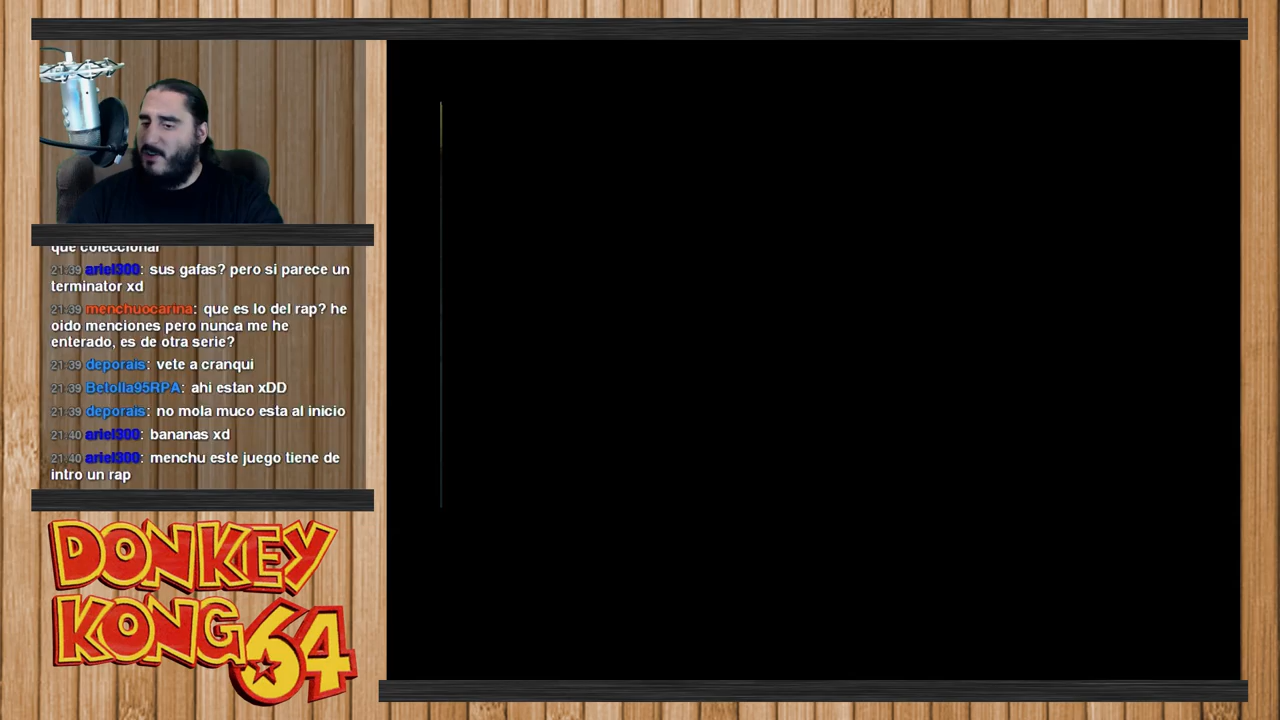 que coleccionar
21:39 ariel300: sus gafas? pero si parece un
terminator xd
21:39 menchuocarina: que es lo del rap? he
oido menciones pero nunca me he
enterado, es de otra serie?
21:39 deporais: vete a cranqui
21:39 Betolla95RPA: ahi estan xDD
21:39 deporais: no mola muco esta al inicio
21:40 ariel300: bananas xd
21:40 ariel300: menchu este juego tiene de
intro un rap
DONKEY
KONG 64